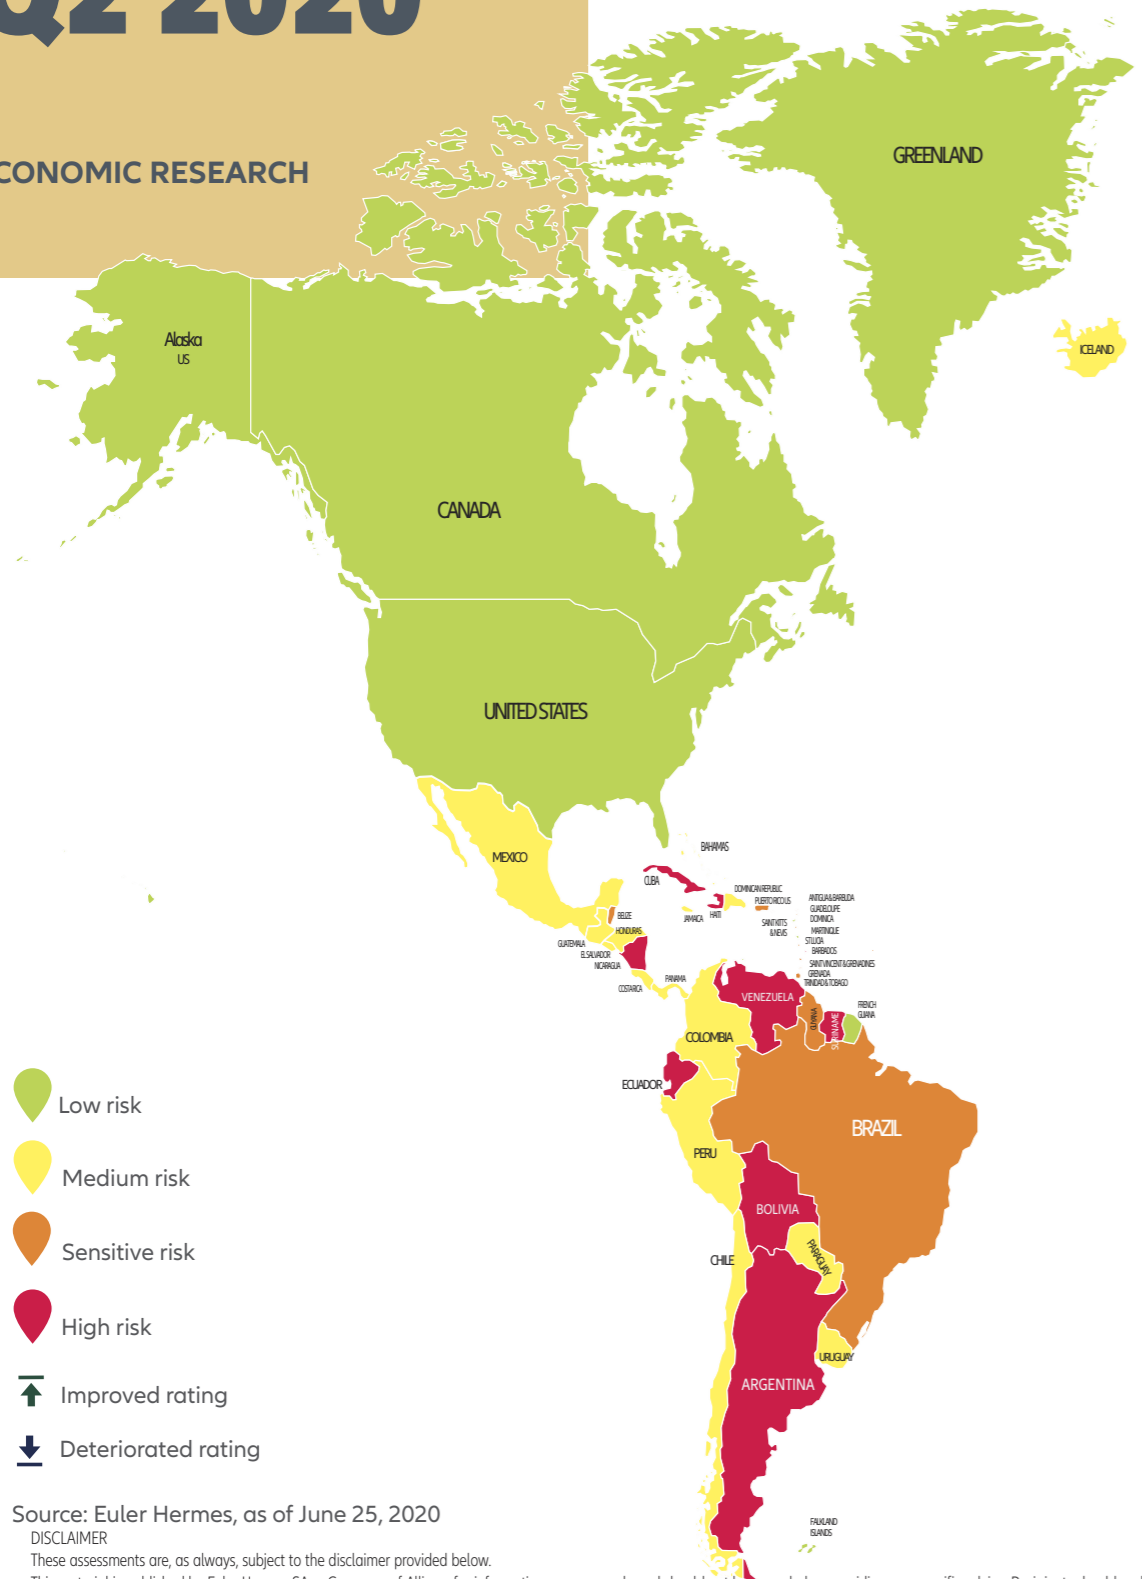 Q2 2020
CONOMIC RESEARCH
GREENLAND
ICELAND
Alaska
US
CANADA
UNITED STATES
MEXICO
BAHAMAS
CUBA
DOMINICAN REPUBLIC
PUERTO RICO US
JAMAICA
HAITI
ANTIGUA & BARBUDA
GUADELOUPE
DOMINICA
SAINT KITTS
& NEVIS
MARTINIQUE
ST LUCIA
BARBADOS
SAINT VINCENT & GRENADINES
GRENADA
TRINIDAD & TOBAGO
BELIZE
HONDURAS
GUATEMALA
EL SALVADOR
NICARAGUA
COSTA RICA
PANAMA
VENEZUELA
GUYANA
SURINAME
FRENCH
GUIANA
COLOMBIA
ECUADOR
BRAZIL
PERU
BOLIVIA
PARAGUAY
CHILE
URUGUAY
ARGENTINA
FALKLAND
ISLANDS
Low risk
Medium risk
Sensitive risk
High risk
Improved rating
Deteriorated rating
Source: Euler Hermes, as of June 25, 2020
DISCLAIMER
These assessments are, as always, subject to the disclaimer provided below.